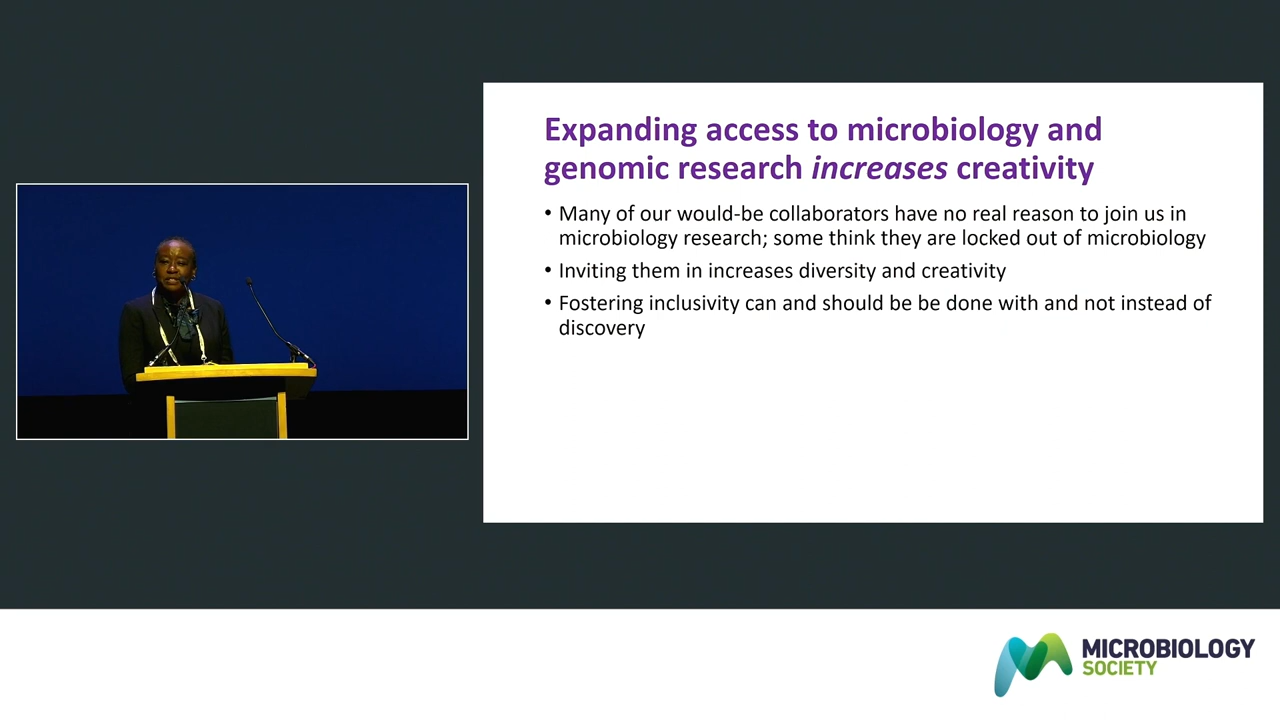 Expanding access to microbiology and
genomic research increases creativity
• Many of our would-be collaborators have no real reason to join us in
microbiology research; some think they are locked out of microbiology
• Inviting them in increases diversity and creativity
• Fostering inclusivity can and should be be done with and not instead of
discovery
MICROBIOLOGY
SOCIETY